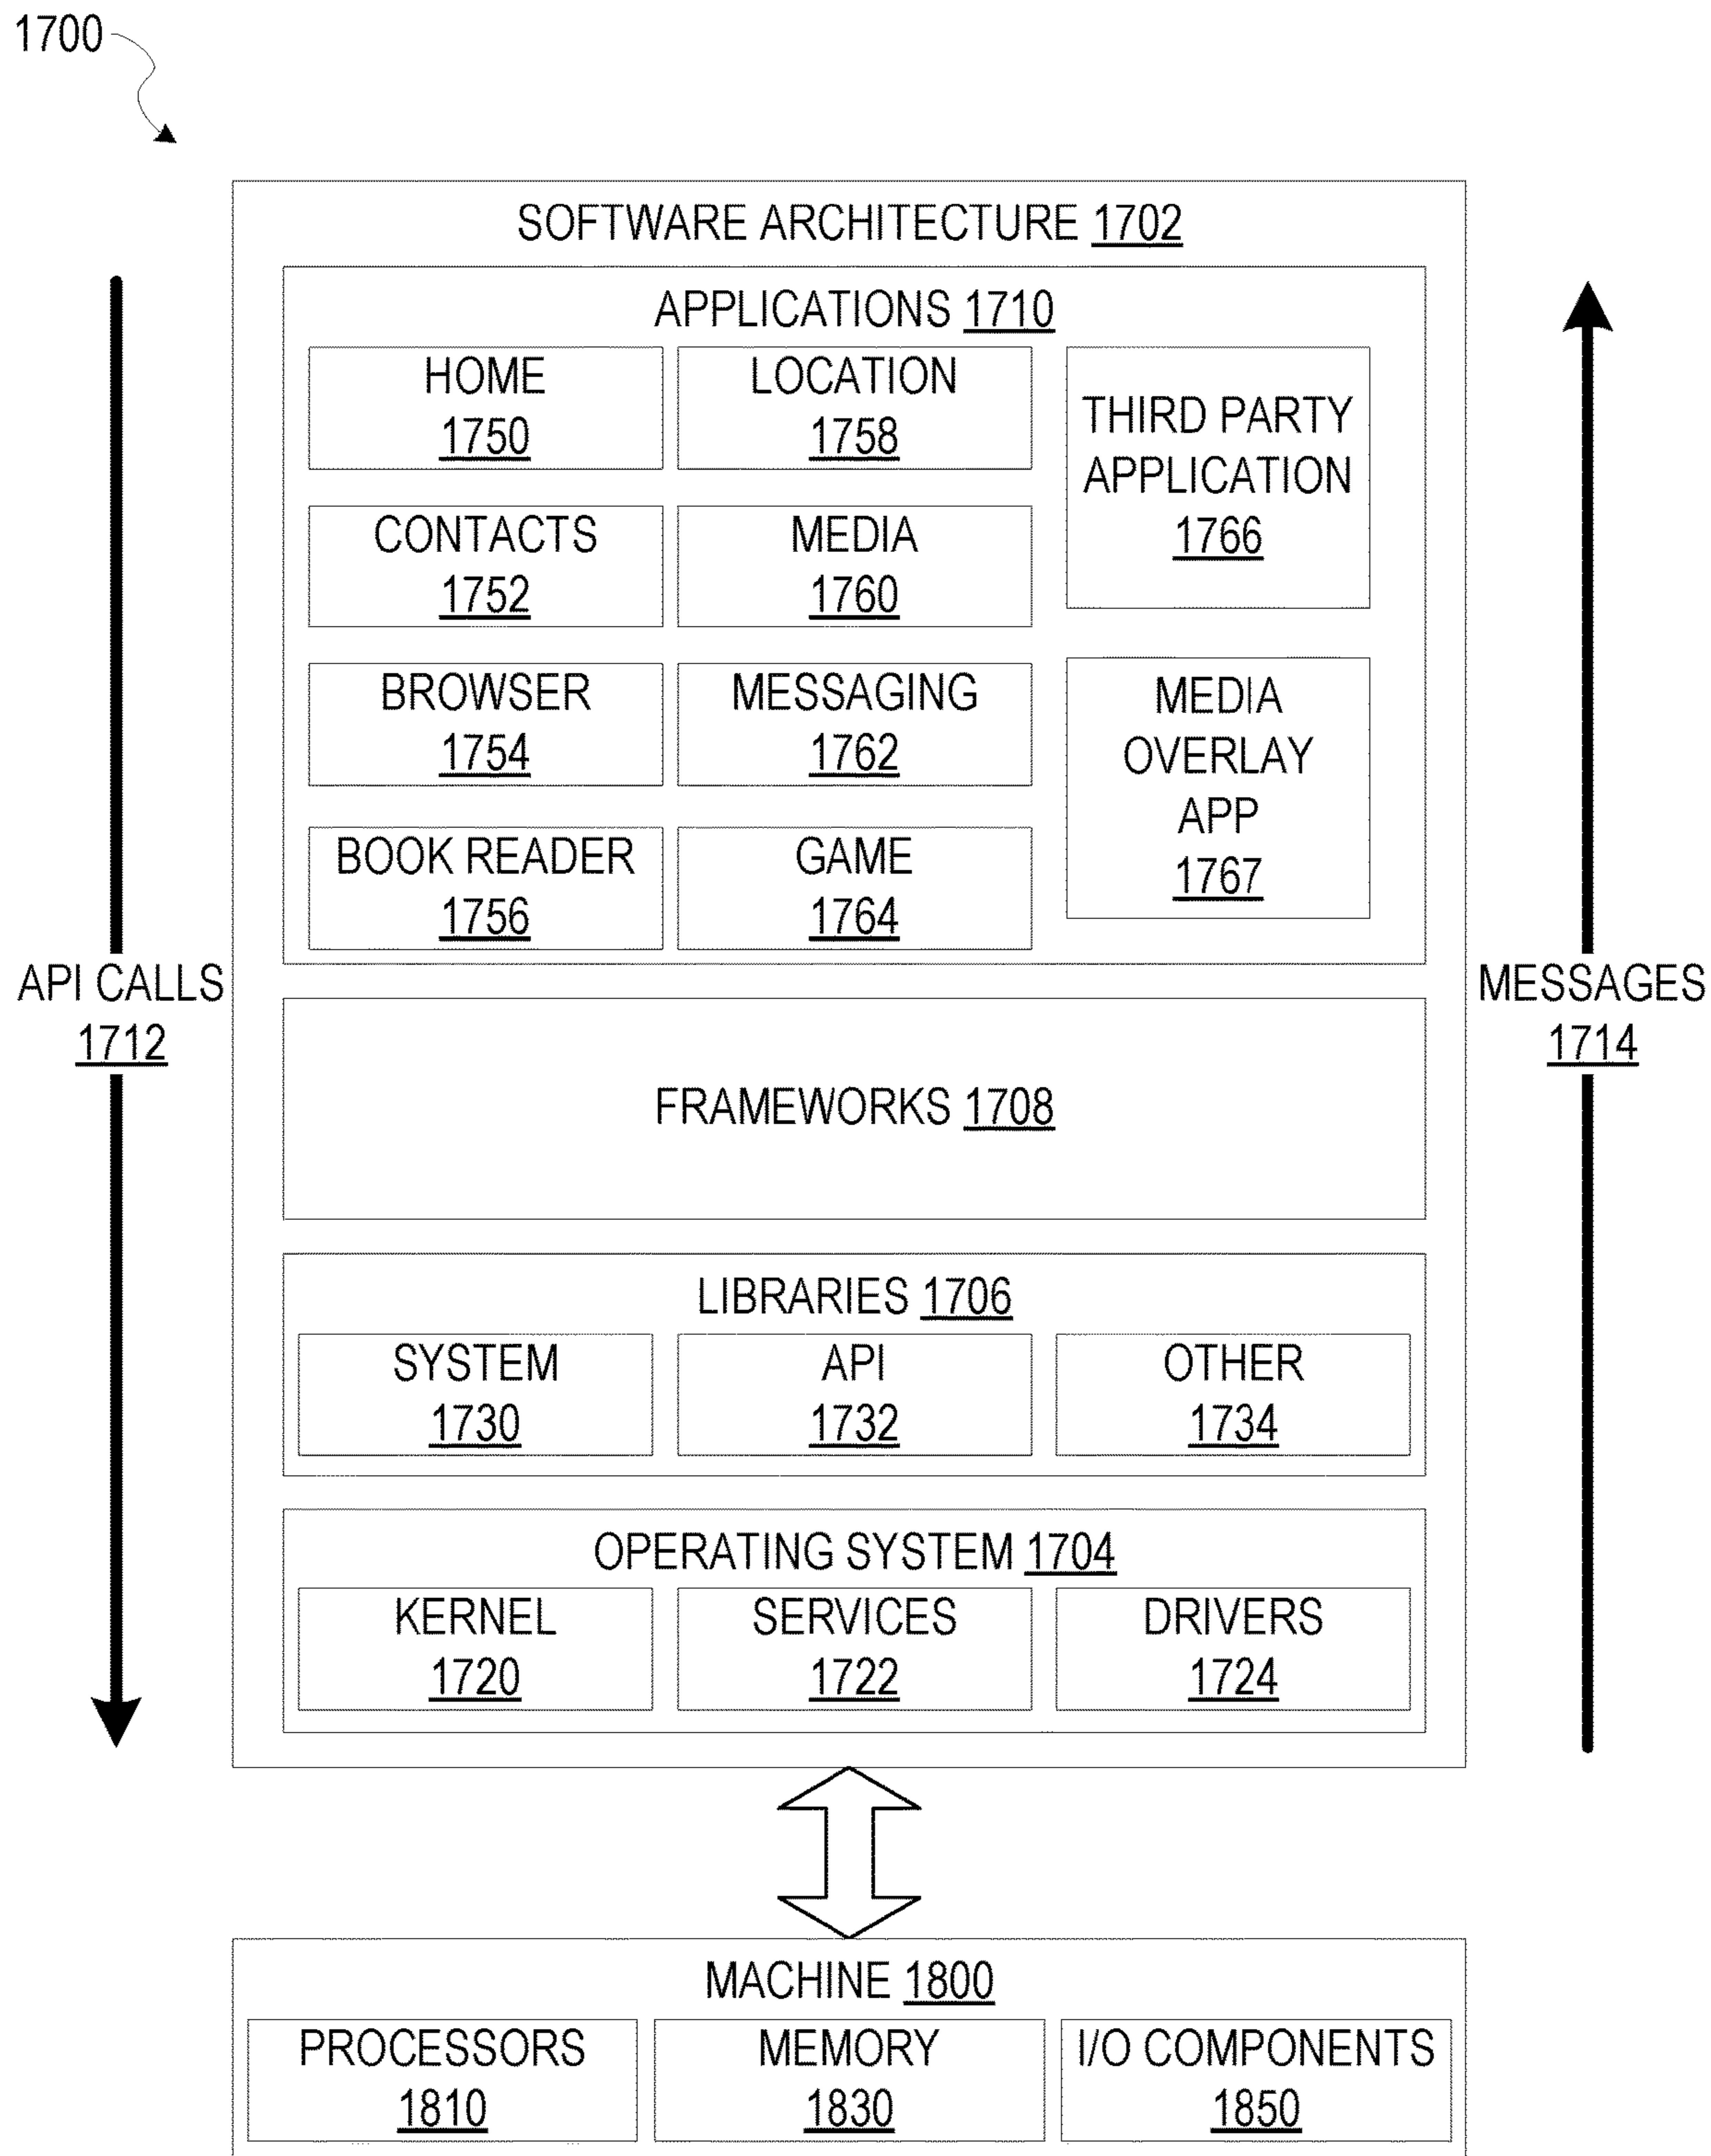 1700
SOFTWARE ARCHITECTURE 1702
APPLICATIONS 1710
HOME
1750
LOCATION
1758
THIRD PARTY
APPLICATION
1766
CONTACTS
1752
MEDIA
1760
BROWSER
1754
MESSAGING
1762
MEDIA
OVERLAY
APP
1767
BOOK READER
1756
GAME
1764
API CALLS
1712
MESSAGES
1714
FRAMEWORKS 1708
LIBRARIES 1706
SYSTEM
1730
API
1732
OTHER
1734
OPERATING SYSTEM 1704
KERNEL
1720
SERVICES
1722
DRIVERS
1724
MACHINE 1800
PROCESSORS
1810
MEMORY
1830
I/O COMPONENTS
1850